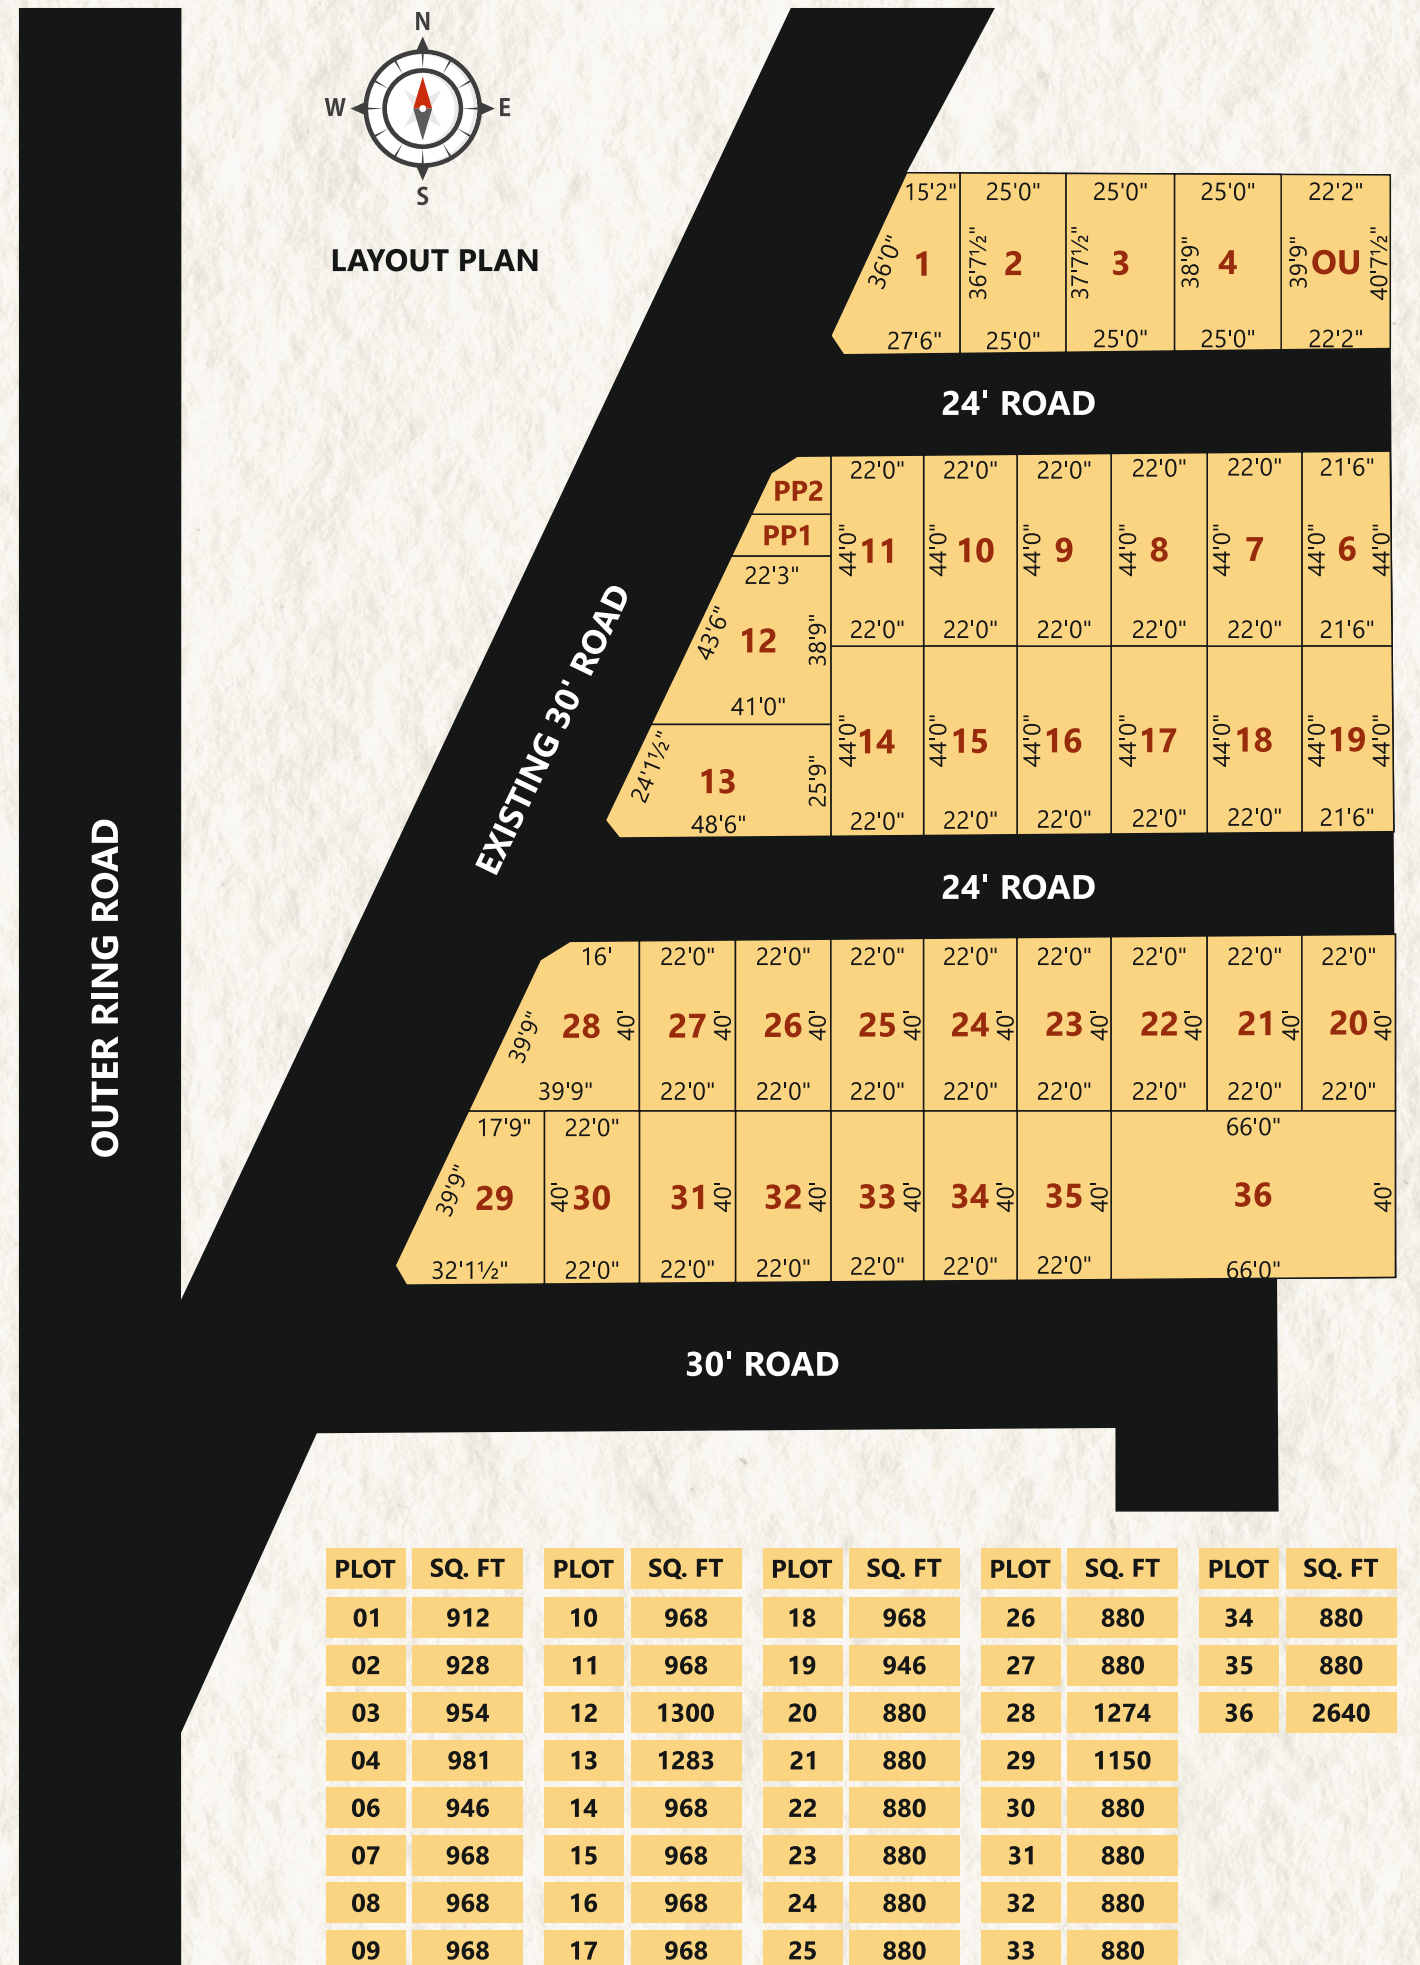 N
W E
S
LAYOUT PLAN
15'2" 25'0" 25'0" 25'0" 22'2"
36'0" 1 36'7½" 2 37'7½" 3 38'9" 4 39'9" OU 40'7½"
27'6" 25'0" 25'0" 25'0" 22'2"
24' ROAD
PP2
PP1
22'0" 22'0" 22'0" 22'0" 22'0" 21'6"
44'0" 11 44'0" 10 44'0" 9 44'0" 8 44'0" 7 44'0" 6 44'0"
22'0" 22'0" 22'0" 22'0" 22'0" 21'6"
22'3"
43'6" 12 38'9"
41'0"
24'1½" 13 25'9"
48'6"
44'0" 14 44'0" 15 44'0" 16 44'0" 17 44'0" 18 44'0" 19 44'0"
22'0" 22'0" 22'0" 22'0" 22'0" 21'6"
EXISTING 30' ROAD
OUTER RING ROAD
24' ROAD
16' 22'0" 22'0" 22'0" 22'0" 22'0" 22'0" 22'0" 22'0"
39'9" 28 40' 27 40' 26 40' 25 40' 24 40' 23 40' 22 40' 21 40' 20 40'
39'9" 22'0" 22'0" 22'0" 22'0" 22'0" 22'0" 22'0" 22'0"
17'9" 22'0" 66'0"
39'9" 29 40' 30 31 40' 32 40' 33 40' 34 40' 35 40' 36 40'
32'1½" 22'0" 22'0" 22'0" 22'0" 22'0" 22'0" 66'0"
30' ROAD
PLOT SQ. FT PLOT SQ. FT PLOT SQ. FT PLOT SQ. FT PLOT SQ. FT
01 912 10 968 18 968 26 880 34 880
02 928 11 968 19 946 27 880 35 880
03 954 12 1300 20 880 28 1274 36 2640
04 981 13 1283 21 880 29 1150
06 946 14 968 22 880 30 880
07 968 15 968 23 880 31 880
08 968 16 968 24 880 32 880
09 968 17 968 25 880 33 880